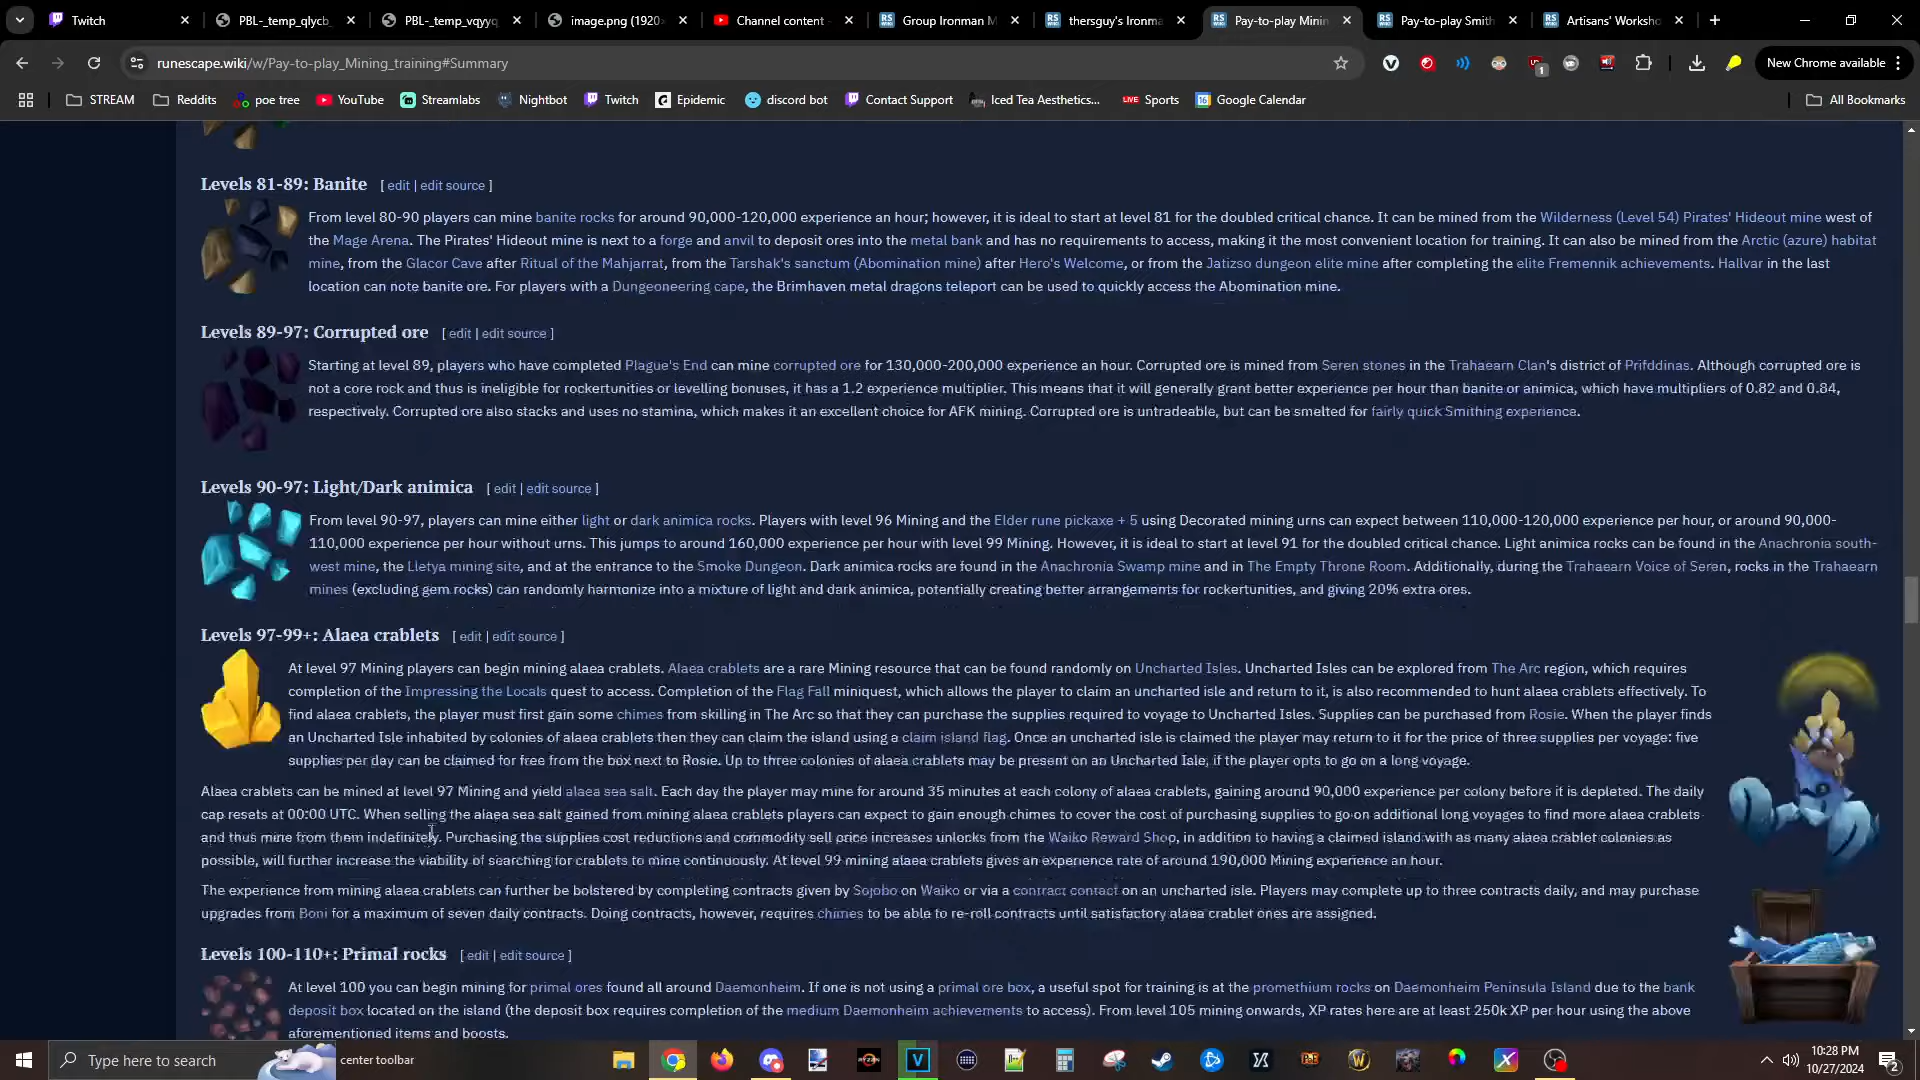 Twitch
PBL-_temp_qlycb_
PBL-_temp_vqyyq
image.png (1920×
Channel content -
Group Ironman M
thersguy's Ironma
Pay-to-play Minin
Pay-to-play Smith
Artisans' Worksho
runescape.wiki/w/Pay-to-play_Mining_training#Summary
1
New Chrome available
STREAM
Reddits
poe tree
YouTube
Streamlabs
Nightbot
Twitch
Epidemic
discord bot
Contact Support
Iced Tea Aesthetics...
LIVE Sports
Google Calendar
All Bookmarks
Levels 81-89: Banite [ edit | edit source ]
From level 80-90 players can mine banite rocks for around 90,000-120,000 experience an hour; however, it is ideal to start at level 81 for the doubled critical chance. It can be mined from the Wilderness (Level 54) Pirates' Hideout mine west of
the Mage Arena. The Pirates' Hideout mine is next to a forge and anvil to deposit ores into the metal bank and has no requirements to access, making it the most convenient location for training. It can also be mined from the Arctic (azure) habitat
mine, from the Glacor Cave after Ritual of the Mahjarrat, from the Tarshak's sanctum (Abomination mine) after Hero's Welcome, or from the Jatizso dungeon elite mine after completing the elite Fremennik achievements. Hallvar in the last
location can note banite ore. For players with a Dungeoneering cape, the Brimhaven metal dragons teleport can be used to quickly access the Abomination mine.
Levels 89-97: Corrupted ore [ edit | edit source ]
Starting at level 89, players who have completed Plague's End can mine corrupted ore for 130,000-200,000 experience an hour. Corrupted ore is mined from Seren stones in the Trahaearn Clan's district of Prifddinas. Although corrupted ore is
not a core rock and thus is ineligible for rockertunities or levelling bonuses, it has a 1.2 experience multiplier. This means that it will generally grant better experience per hour than banite or animica, which have multipliers of 0.82 and 0.84,
respectively. Corrupted ore also stacks and uses no stamina, which makes it an excellent choice for AFK mining. Corrupted ore is untradeable, but can be smelted for fairly quick Smithing experience.
Levels 90-97: Light/Dark animica [ edit | edit source ]
From level 90-97, players can mine either light or dark animica rocks. Players with level 96 Mining and the Elder rune pickaxe + 5 using Decorated mining urns can expect between 110,000-120,000 experience per hour, or around 90,000-
110,000 experience per hour without urns. This jumps to around 160,000 experience per hour with level 99 Mining. However, it is ideal to start at level 91 for the doubled critical chance. Light animica rocks can be found in the Anachronia south-
west mine, the Lletya mining site, and at the entrance to the Smoke Dungeon. Dark animica rocks are found in the Anachronia Swamp mine and in The Empty Throne Room. Additionally, during the Trahaearn Voice of Seren, rocks in the Trahaearn
mines (excluding gem rocks) can randomly harmonize into a mixture of light and dark animica, potentially creating better arrangements for rockertunities, and giving 20% extra ores.
Levels 97-99+: Alaea crablets [ edit | edit source ]
At level 97 Mining players can begin mining alaea crablets. Alaea crablets are a rare Mining resource that can be found randomly on Uncharted Isles. Uncharted Isles can be explored from The Arc region, which requires
completion of the Impressing the Locals quest to access. Completion of the Flag Fall miniquest, which allows the player to claim an uncharted isle and return to it, is also recommended to hunt alaea crablets effectively. To
find alaea crablets, the player must first gain some chimes from skilling in The Arc so that they can purchase the supplies required to voyage to Uncharted Isles. Supplies can be purchased from Rosie. When the player finds
an Uncharted Isle inhabited by colonies of alaea crablets then they can claim the island using a claim island flag. Once an uncharted isle is claimed the player may return to it for the price of three supplies per voyage: five
supplies per day can be claimed for free from the box next to Rosie. Up to three colonies of alaea crablets may be present on an Uncharted Isle, if the player opts to go on a long voyage.
Alaea crablets can be mined at level 97 Mining and yield alaea sea salt. Each day the player may mine for around 35 minutes at each colony of alaea crablets, gaining around 90,000 experience per colony before it is depleted. The daily
cap resets at 00:00 UTC. When selling the alaea sea salt gained from mining alaea crablets players can expect to gain enough chimes to cover the cost of purchasing supplies to go on additional long voyages to find more alaea crablets
and thus mine from them indefinitely. Purchasing the supplies cost reductions and commodity sell price increases unlocks from the Waiko Reward Shop, in addition to having a claimed island with as many alaea crablet colonies as
possible, will further increase the viability of searching for crablets to mine continuously. At level 99 mining alaea crablets gives an experience rate of around 190,000 Mining experience an hour.
The experience from mining alaea crablets can further be bolstered by completing contracts given by Sojobo on Waiko or via a contract contact on an uncharted isle. Players may complete up to three contracts daily, and may purchase
upgrades from Boni for a maximum of seven daily contracts. Doing contracts, however, requires chimes to be able to re-roll contracts until satisfactory alaea crablet ones are assigned.
Levels 100-110+: Primal rocks [ edit | edit source ]
At level 100 you can begin mining for primal ores found all around Daemonheim. If one is not using a primal ore box, a useful spot for training is at the promethium rocks on Daemonheim Peninsula Island due to the bank
deposit box located on the island (the deposit box requires completion of the medium Daemonheim achievements to access). From level 105 mining onwards, XP rates here are at least 250k XP per hour using the above
aforementioned items and boosts.
Type here to search
center toolbar
10:28 PM
10/27/2024
2